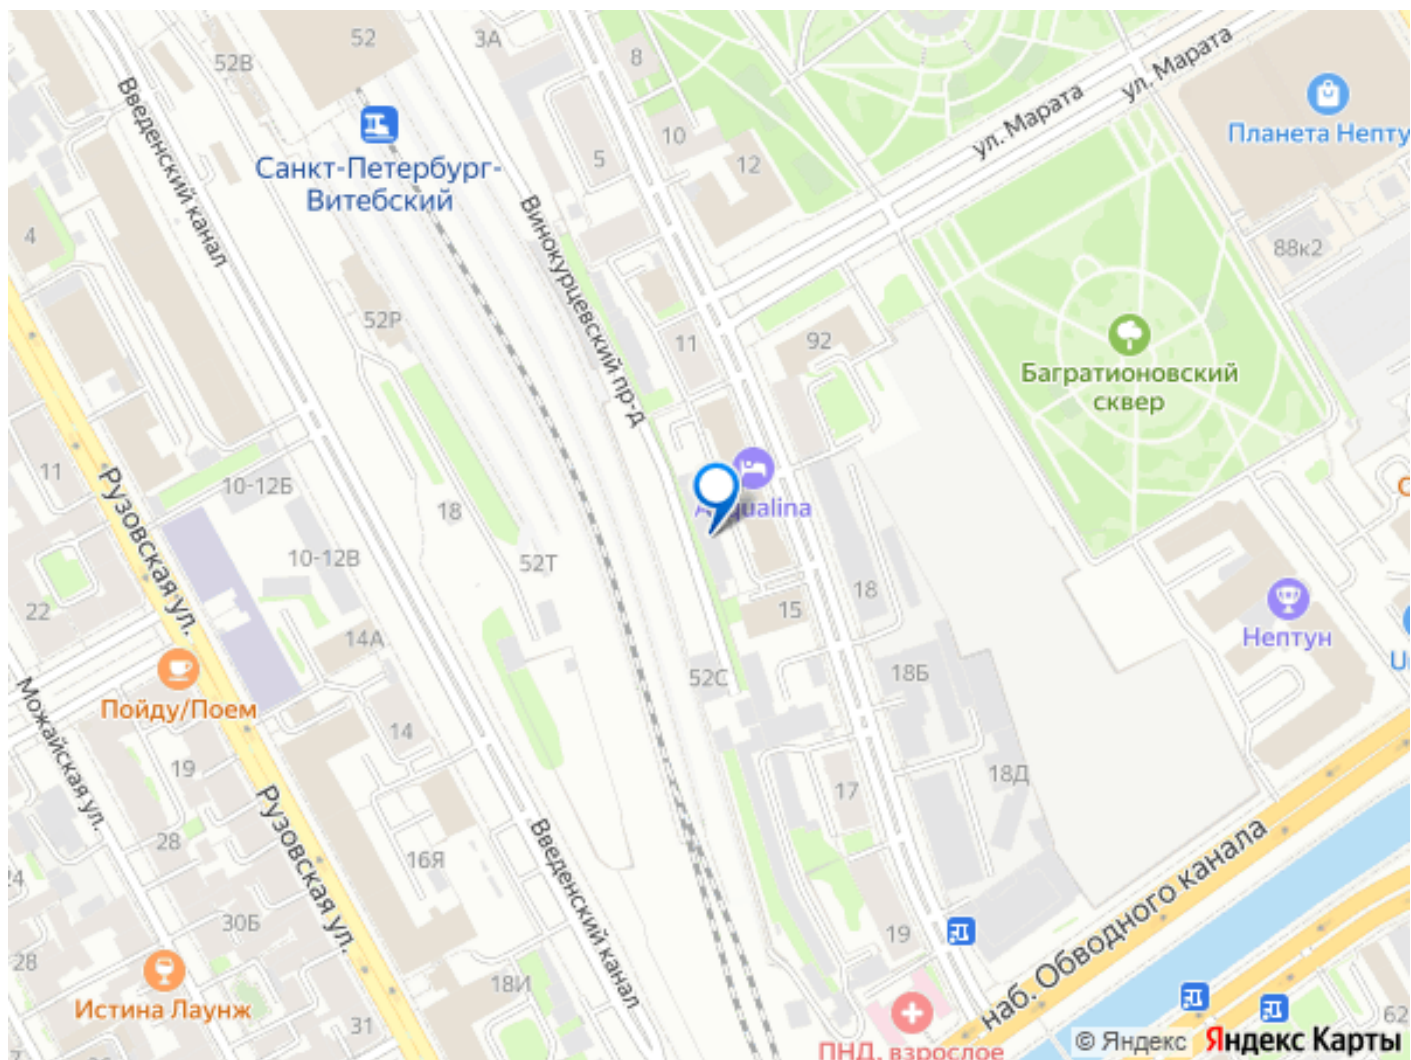 52
3А
8
52В
ул. Марата
ул. Марата
Планета Непту
Введенский канал
10
Санкт-Петербург-
Витебский
5
12
Винокурцевский пр-д
4
88к2
52Р
11
92
Багратионовский
сквер
11
Рузовская ул.
10-12Б
18
10-12В
52Т
22
14А
15
18
Нептун
52С
18Б
Пойду/Поем
Можайская ул.
14
19
17
18Д
Рузовская ул.
28
16Я
Введенский канал
наб. Обводного канала
24
30Б
19
28
18И
Истина Лаунж
31
62
ПНД, взрослое
© Яндекс Яндекс Карты